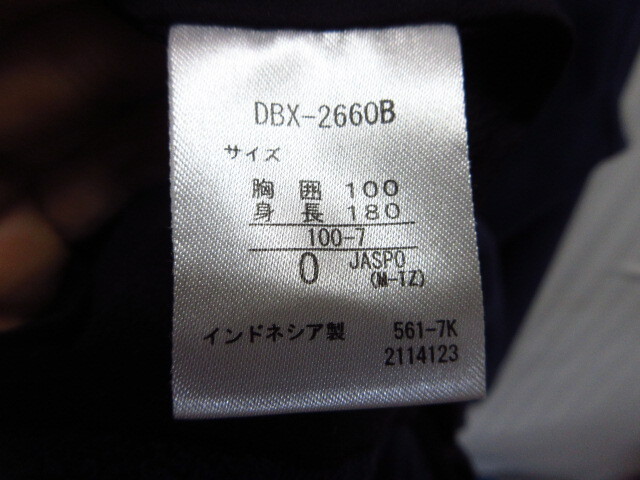 DBX-2660B
サイズ
胸 囲 100
身 長 180
100-7
O JASPO
(M-TZ)
インドネシア製 561-7K
2114123